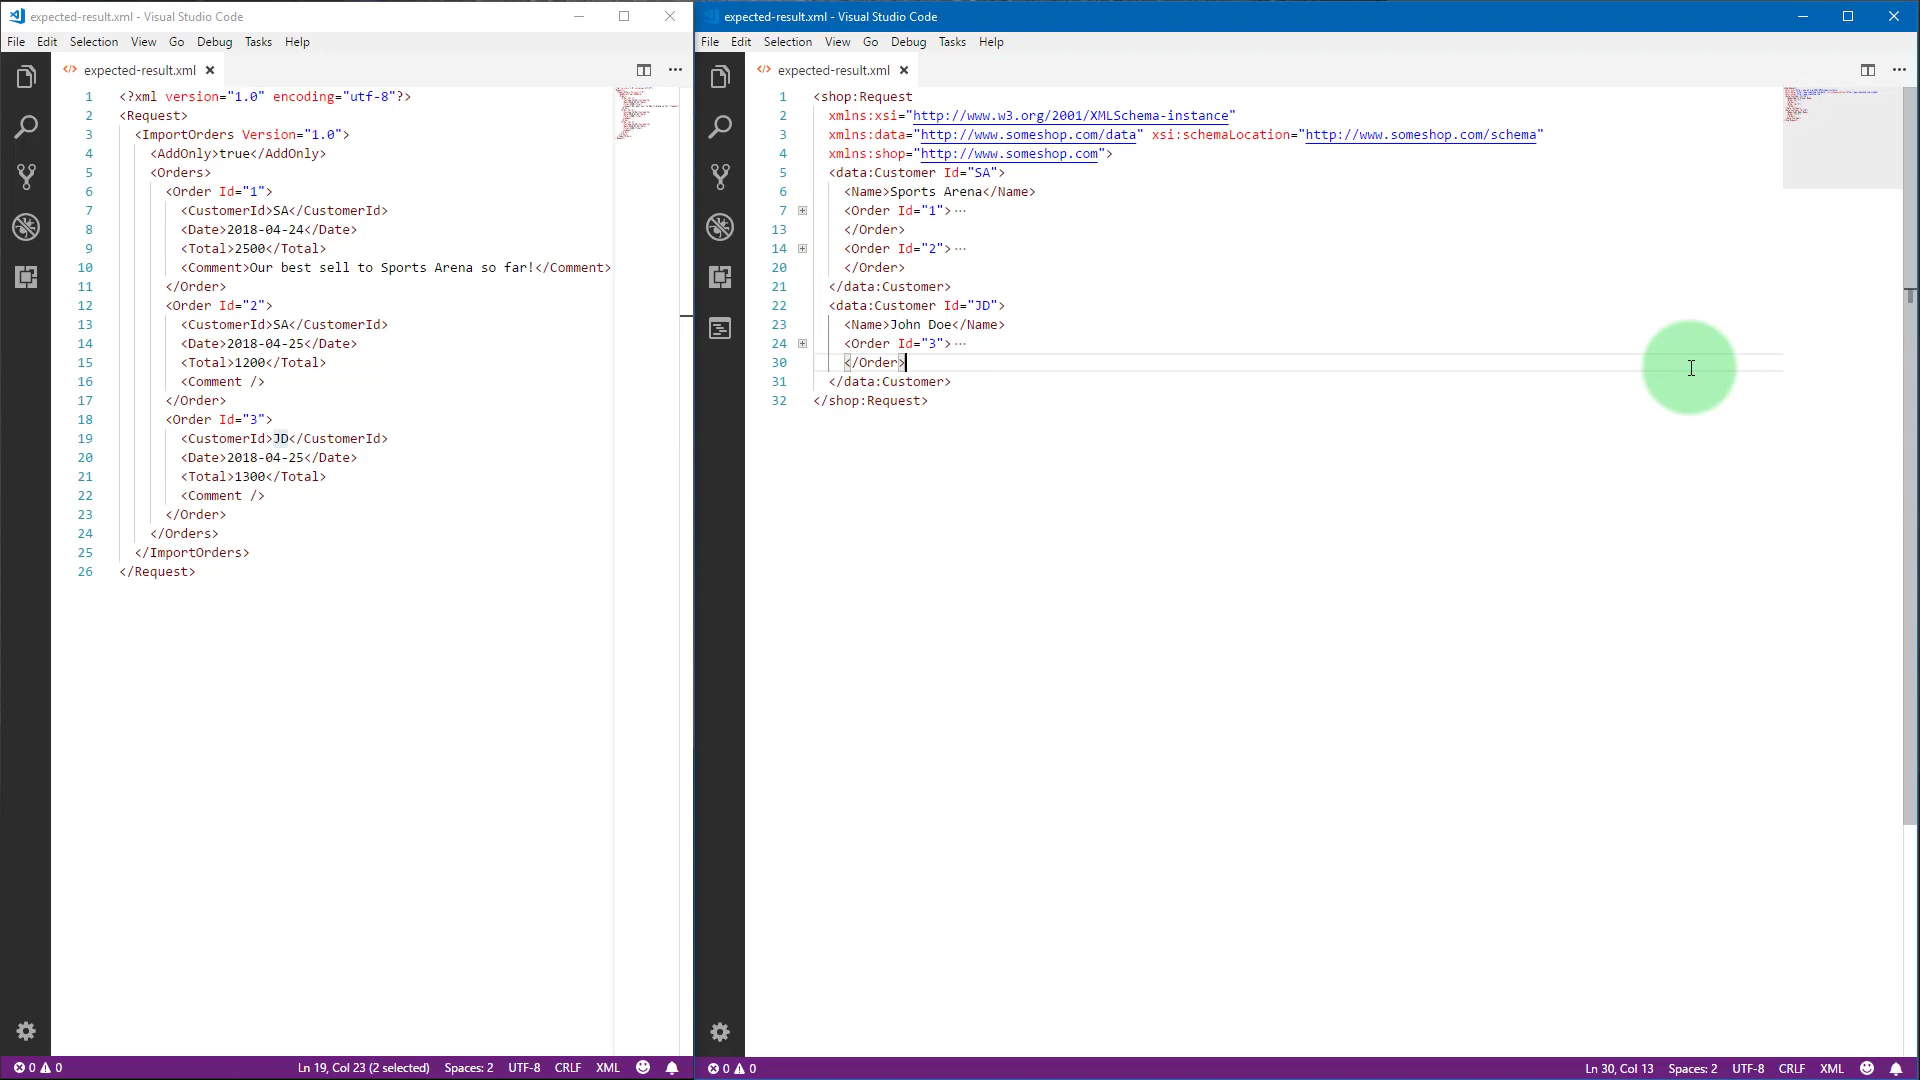 expected-result.xml - Visual Studio Code
File Edit Selection View Go Debug Tasks Help
expected-result.xml
1 <?xml version="1.0" encoding="utf-8"?>
2 <Request>
3 <ImportOrders Version="1.0">
4 <AddOnly>true</AddOnly>
5 <Orders>
6 <Order Id="1">
7 <CustomerId>SA</CustomerId>
8 <Date>2018-04-24</Date>
9 <Total>2500</Total>
10 <Comment>Our best sell to Sports Arena so far!</Comment>
11 </Order>
12 <Order Id="2">
13 <CustomerId>SA</CustomerId>
14 <Date>2018-04-25</Date>
15 <Total>1200</Total>
16 <Comment />
17 </Order>
18 <Order Id="3">
19 <CustomerId>JD</CustomerId>
20 <Date>2018-04-25</Date>
21 <Total>1300</Total>
22 <Comment />
23 </Order>
24 </Orders>
25 </ImportOrders>
26 </Request>
0 0 Ln 19, Col 23 (2 selected) Spaces: 2 UTF-8 CRLF XML
expected-result.xml - Visual Studio Code
File Edit Selection View Go Debug Tasks Help
expected-result.xml
1 <shop:Request
2 xmlns:xsi="http://www.w3.org/2001/XMLSchema-instance"
3 xmlns:data="http://www.someshop.com/data" xsi:schemaLocation="http://www.someshop.com/schema"
4 xmlns:shop="http://www.someshop.com">
5 <data:Customer Id="SA">
6 <Name>Sports Arena</Name>
7 <Order Id="1">···
13 </Order>
14 <Order Id="2">···
20 </Order>
21 </data:Customer>
22 <data:Customer Id="JD">
23 <Name>John Doe</Name>
24 <Order Id="3">···
30 </Order>
31 </data:Customer>
32 </shop:Request>
0 0 Ln 30, Col 13 Spaces: 2 UTF-8 CRLF XML